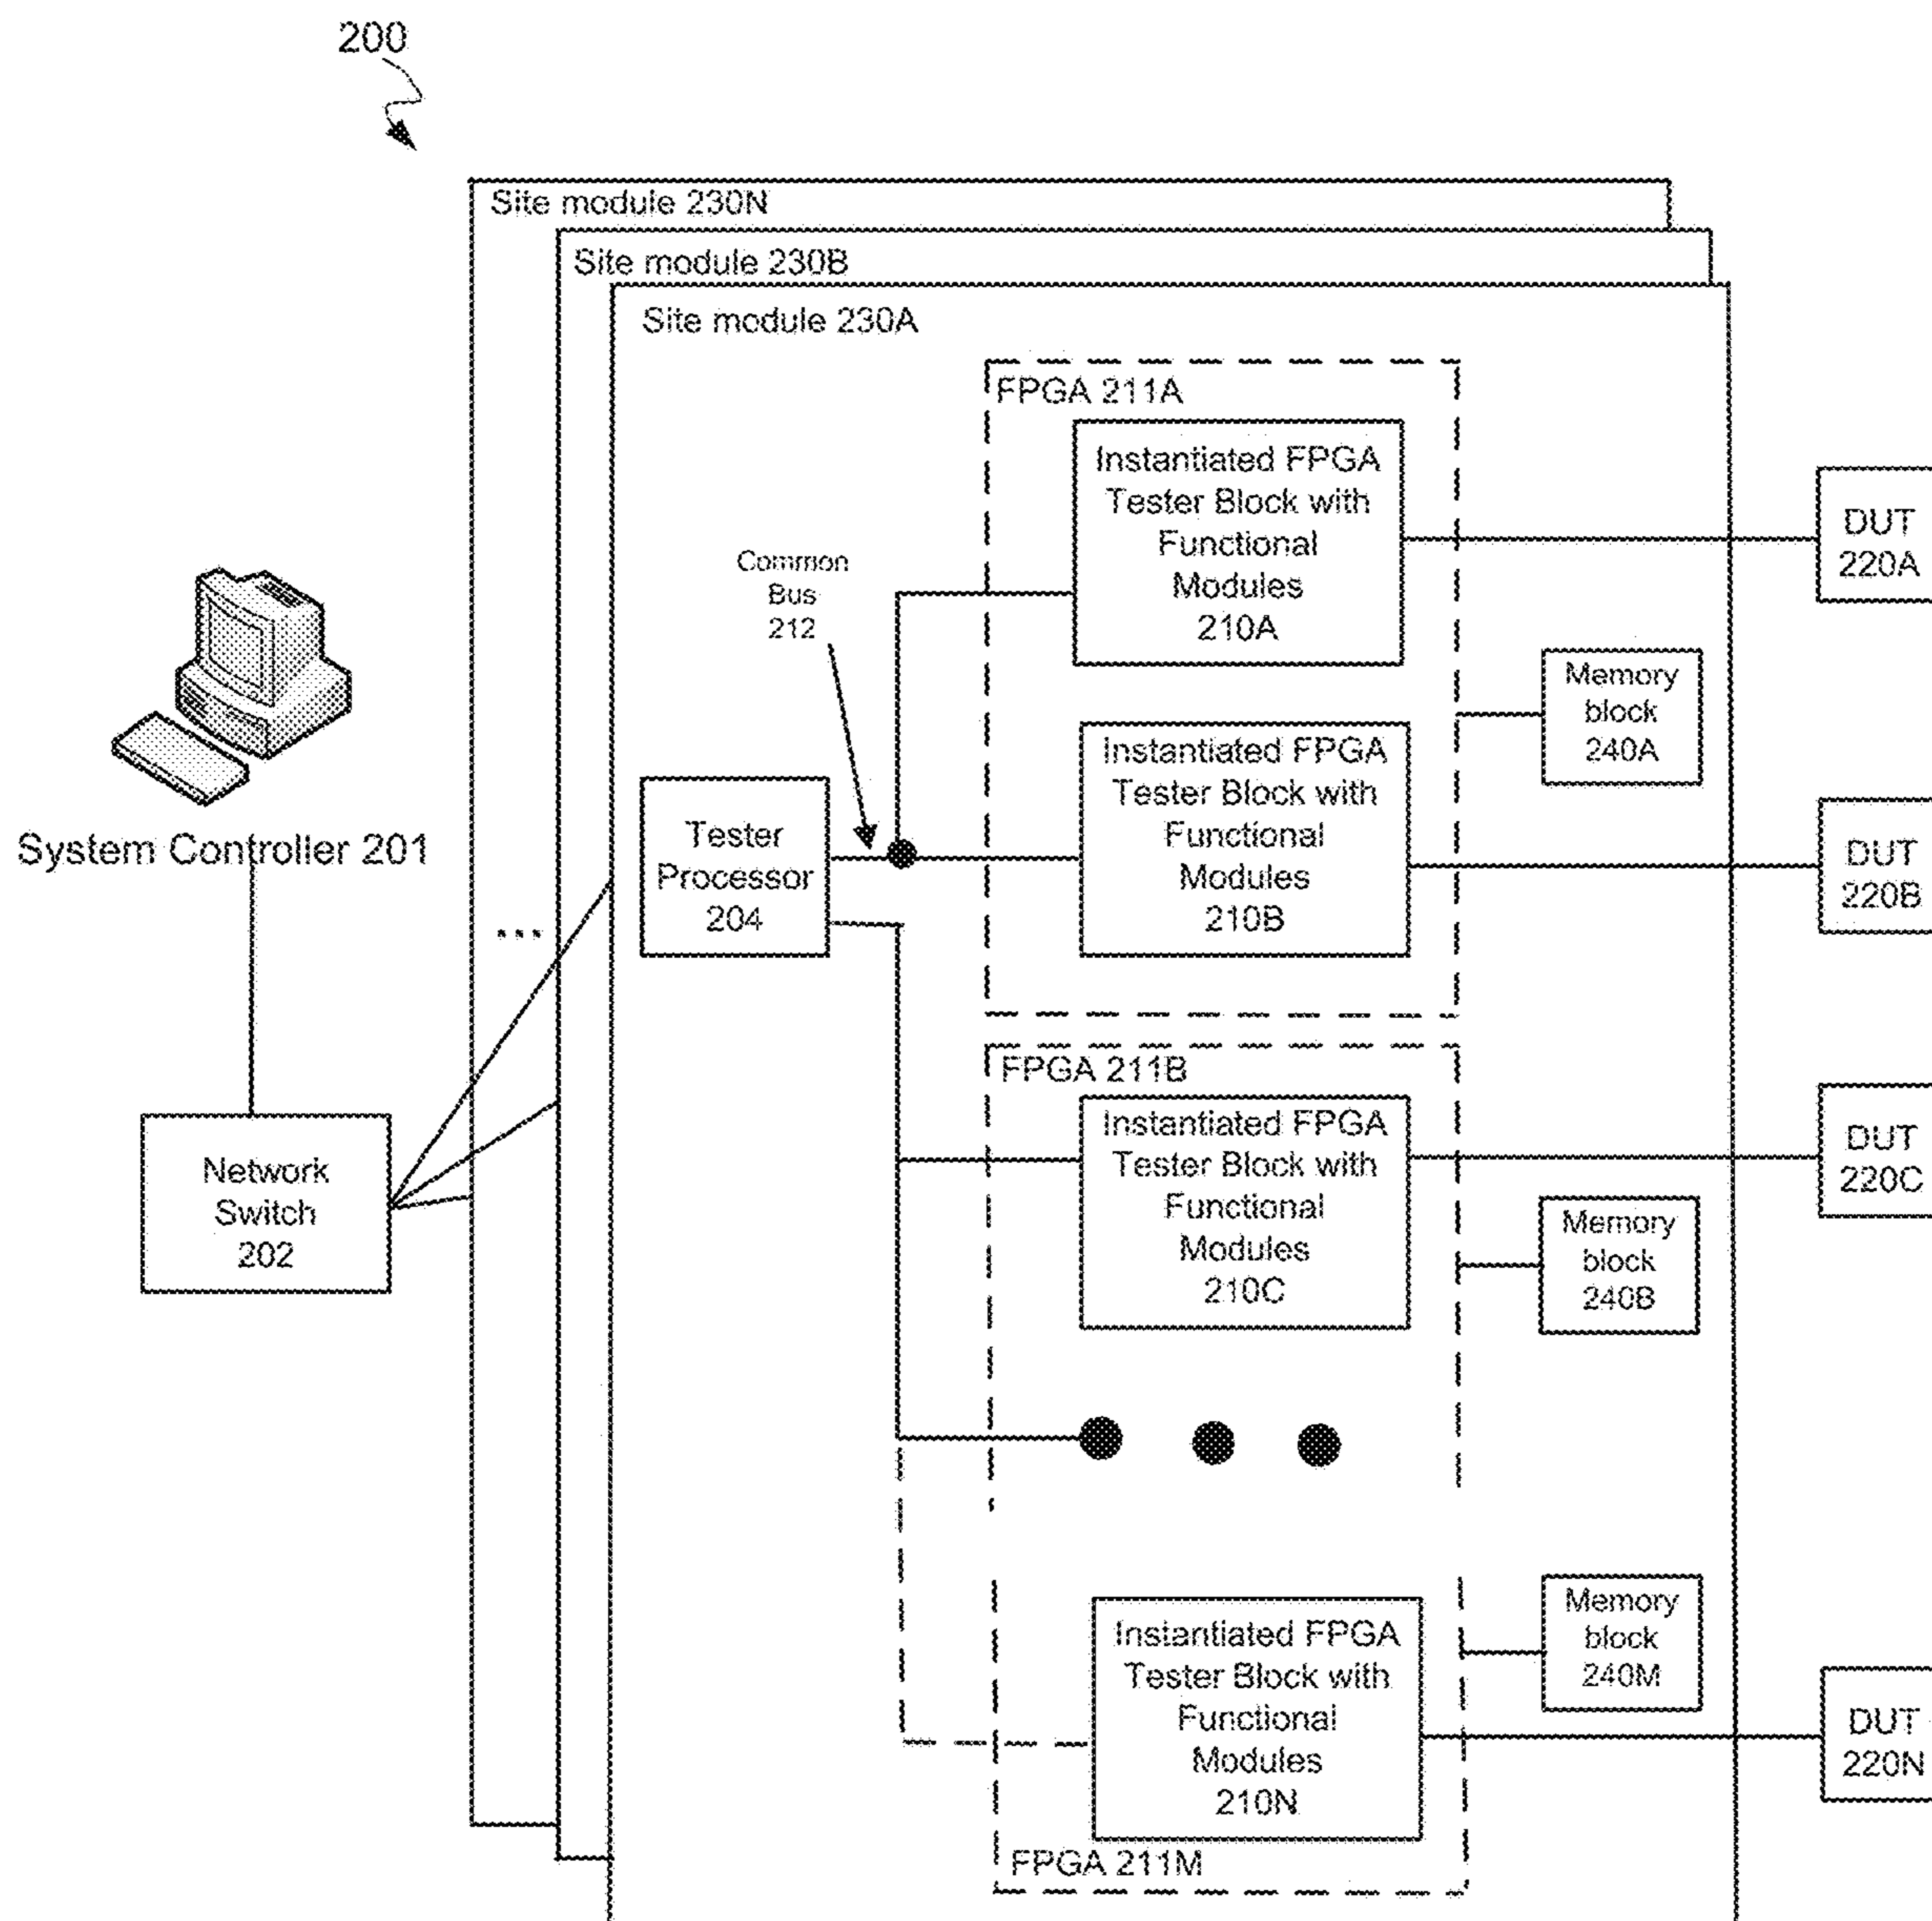 200
Site module 230N
Site module 230B
Site module 230A
FPGA 211A
Instantiated FPGA
Tester Block with
Functional
Modules
210A
DUT
220A
Common
Bus
212
Memory
block
240A
Instantiated FPGA
Tester Block with
Functional
Modules
210B
DUT
220B
Tester
Processor
204
System Controller 201
...
FPGA 211B
Instantiated FPGA
Tester Block with
Functional
Modules
210C
DUT
220C
Network
Switch
202
Memory
block
240B
Instantiated FPGA
Tester Block with
Functional
Modules
210N
Memory
block
240M
DUT
220N
FPGA 211M